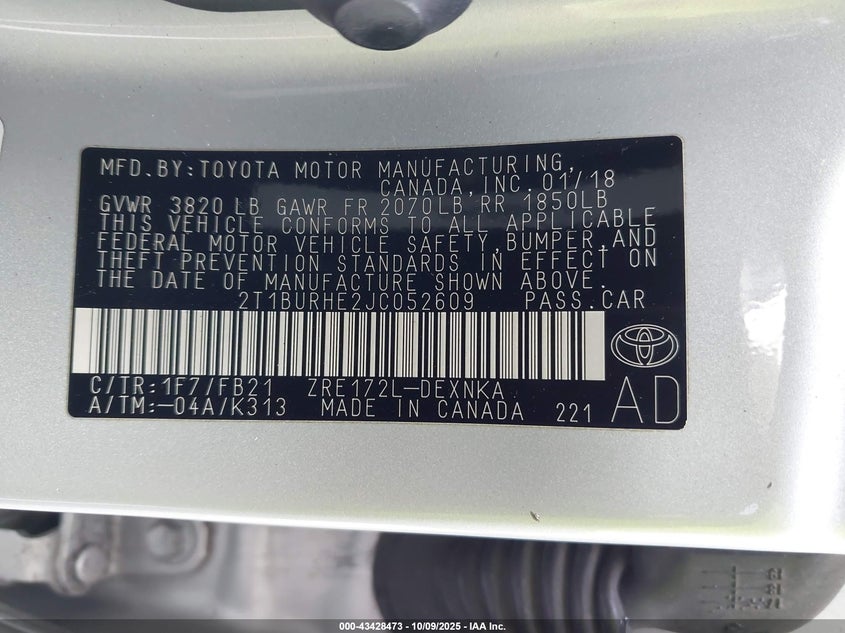 MFD.BY:TOYOTA MOTOR MANUFACTURING,
CANADA,INC. 01/18
GVWR 3820 LB GAWR FR 2070LB RR 1850LB
THIS VEHICLE CONFORMS TO ALL APPLICABLE
FEDERAL MOTOR VEHICLE SAFETY,BUMPER,AND
THEFT PREVENTION STANDARDS IN EFFECT ON
THE DATE OF MANUFACTURE SHOWN ABOVE.
2T1BURHE2JC052609 PASS.CAR
C/TR:1F7/FB21 ZRE172L-DEXNKA
A/TM:-04A/K313 MADE IN CANADA 221 AD
000-43428473 - 10/09/2025 - IAA Inc.